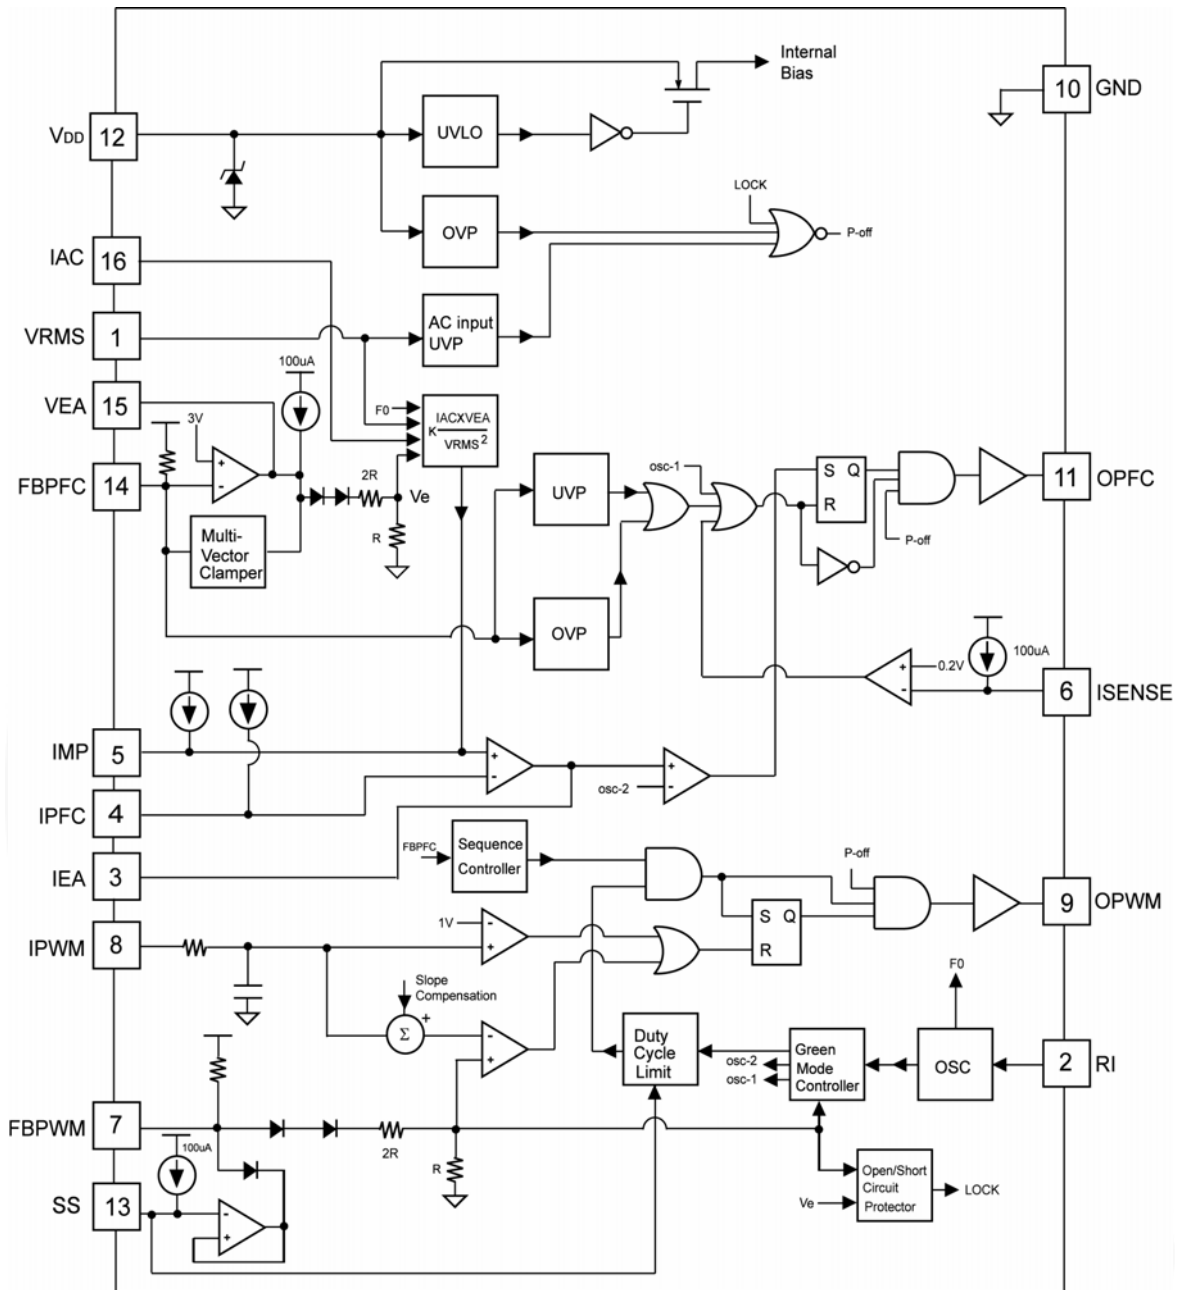 Internal
Bias
10
GND
VDD
12
UVLO
LOCK
OVP
P-off
IAC
16
VRMS
1
AC input
UVP
100uA
VEA
15
3V
+
-
F0
IACXVEA
K
VRMS2
FBPFC
14
2R
Ve
R
Multi-
Vector
Clamper
UVP
osc-1
S Q
R
P-off
11
OPFC
OVP
100uA
+
0.2V
-
6
ISENSE
IMP
5
+
-
+
osc-2
-
IPFC
4
IEA
3
FBPFC
Sequence
Controller
P-off
9
OPWM
IPWM
8
1V
-
+
S Q
R
Slope
Compensation
+
Σ
-
+
F0
Duty
Cycle
Limit
osc-2
osc-1
Green
Mode
Controller
OSC
2
RI
FBPWM
7
2R
R
100uA
SS
13
-
+
Open/Short
Circuit
Protector
Ve
LOCK